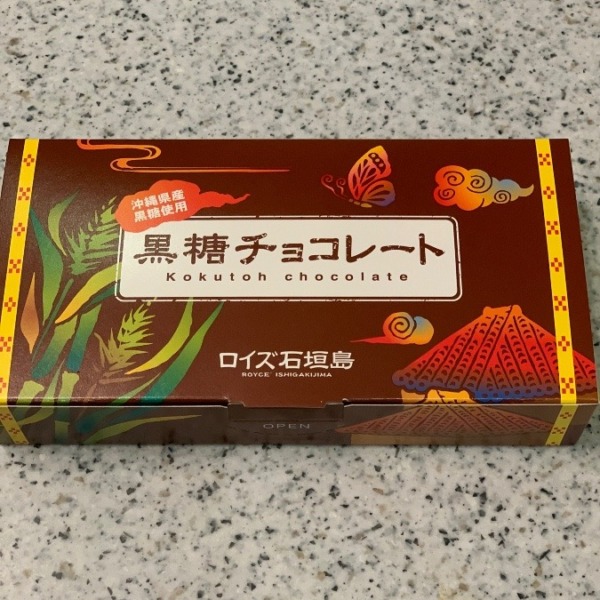 沖縄県産
黒糖使用
黒糖チョコレート
Kokutoh chocolate
ロイズ石垣島
ROYCE' ISHIGAKIJIMA
OPEN